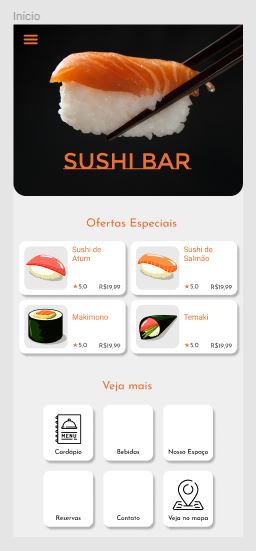 Início
SUSHI BAR
Ofertas Especiais
Sushi de
Atum
★5,0 R$19,99
Sushi de
Salmão
★5,0 R$19,99
Makimono
★5,0 R$19,99
Temaki
★5,0 R$19,99
Veja mais
MENU
Cardápio
Bebidas
Nosso Espaço
Reservas
Contato
Veja no mapa